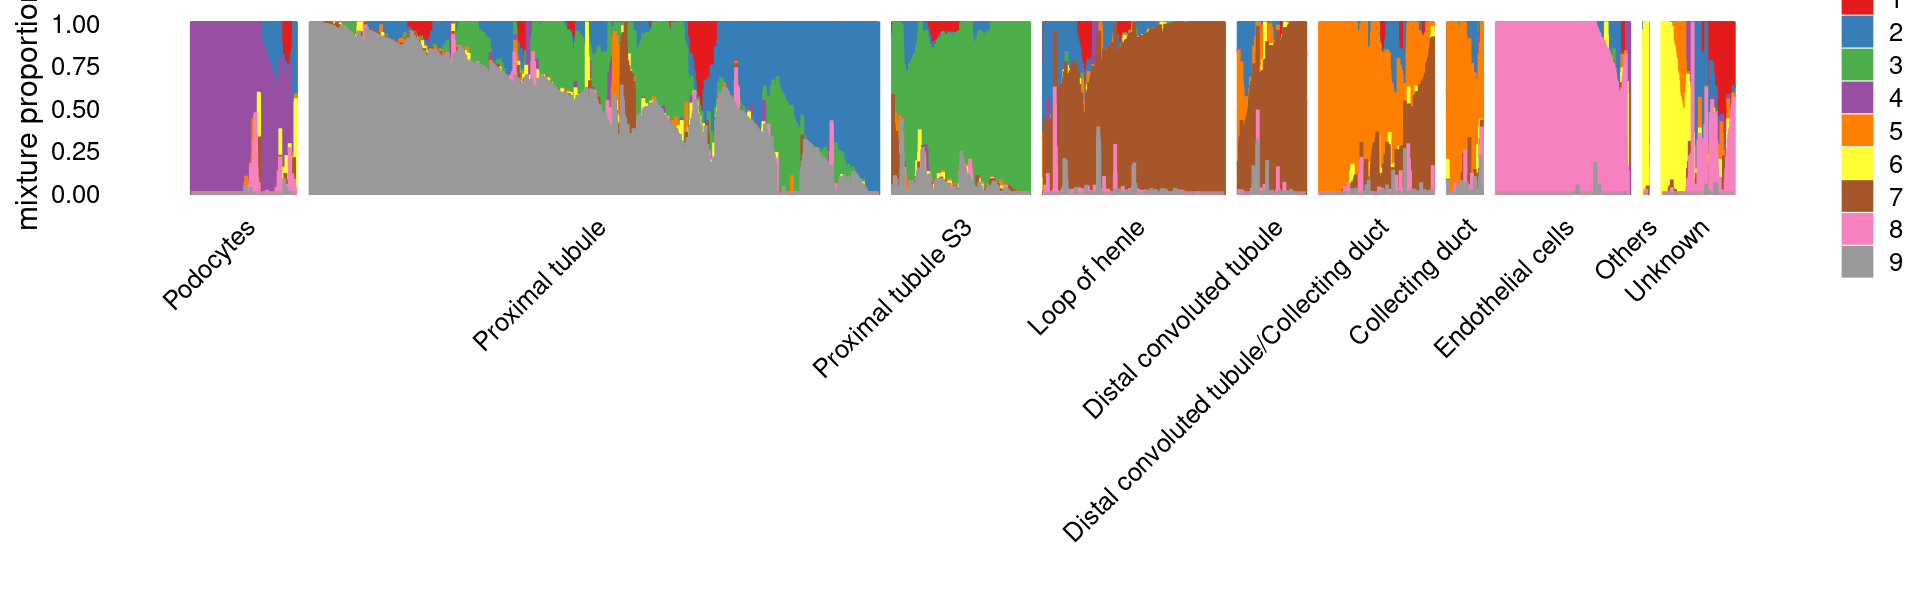 mixture proportion
1.00
0.75
0.50
0.25
0.00
Podocytes
Proximal tubule
Proximal tubule S3
Loop of henle
Distal convoluted tubule
Distal convoluted tubule/Collecting duct
Collecting duct
Endothelial cells
Others
Unknown
2
3
4
5
6
7
8
9